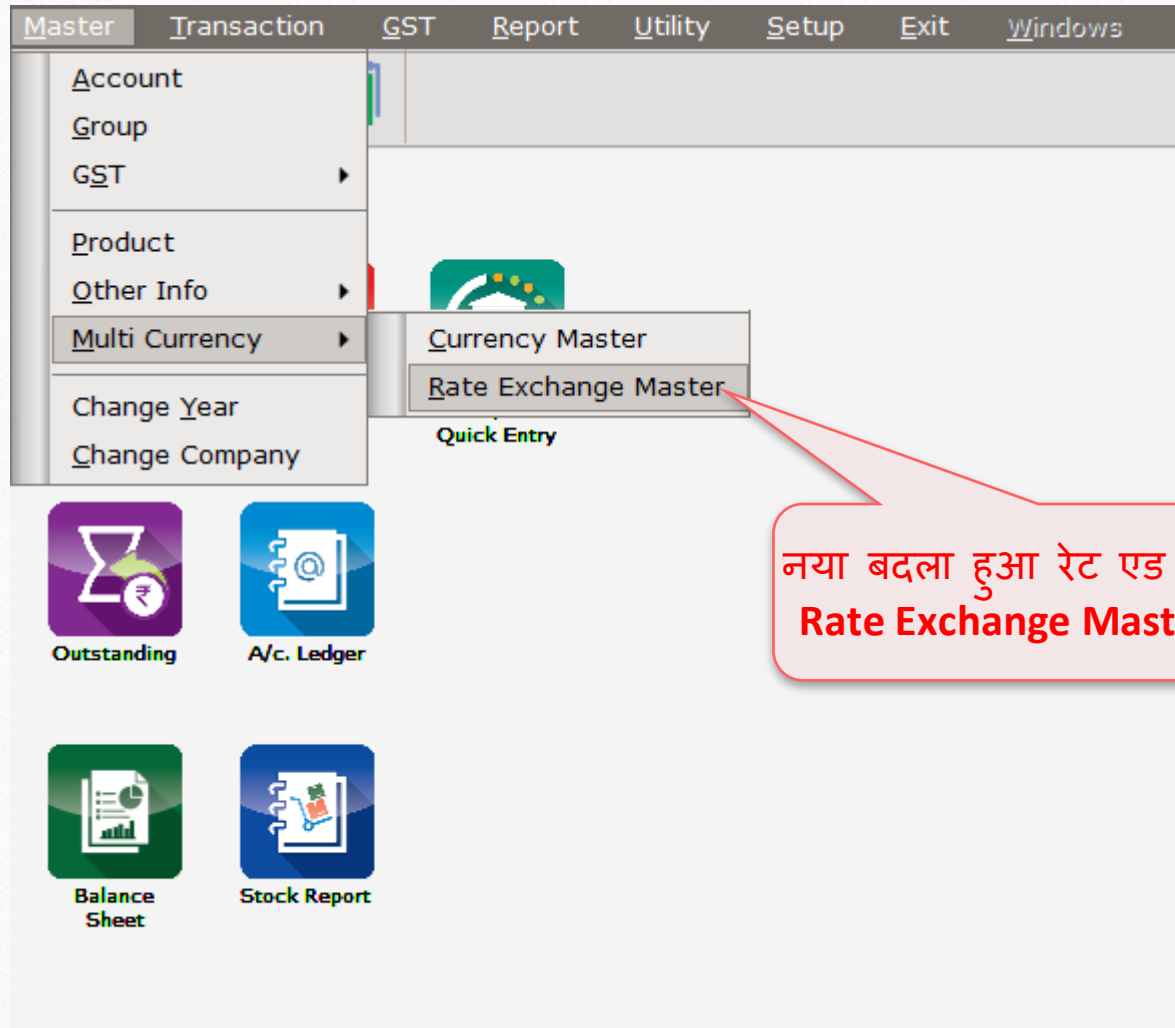 Master Transaction GST Report Utility Setup Exit Windows
Account
Group
GST
Product
Other Info
Multi Currency
Currency Master
Rate Exchange Master
Change Year
Change Company
Quick Entry
नया बदला हुआ रेट एड
Rate Exchange Mast
Outstanding A/c. Ledger
Balance Stock Report
Sheet